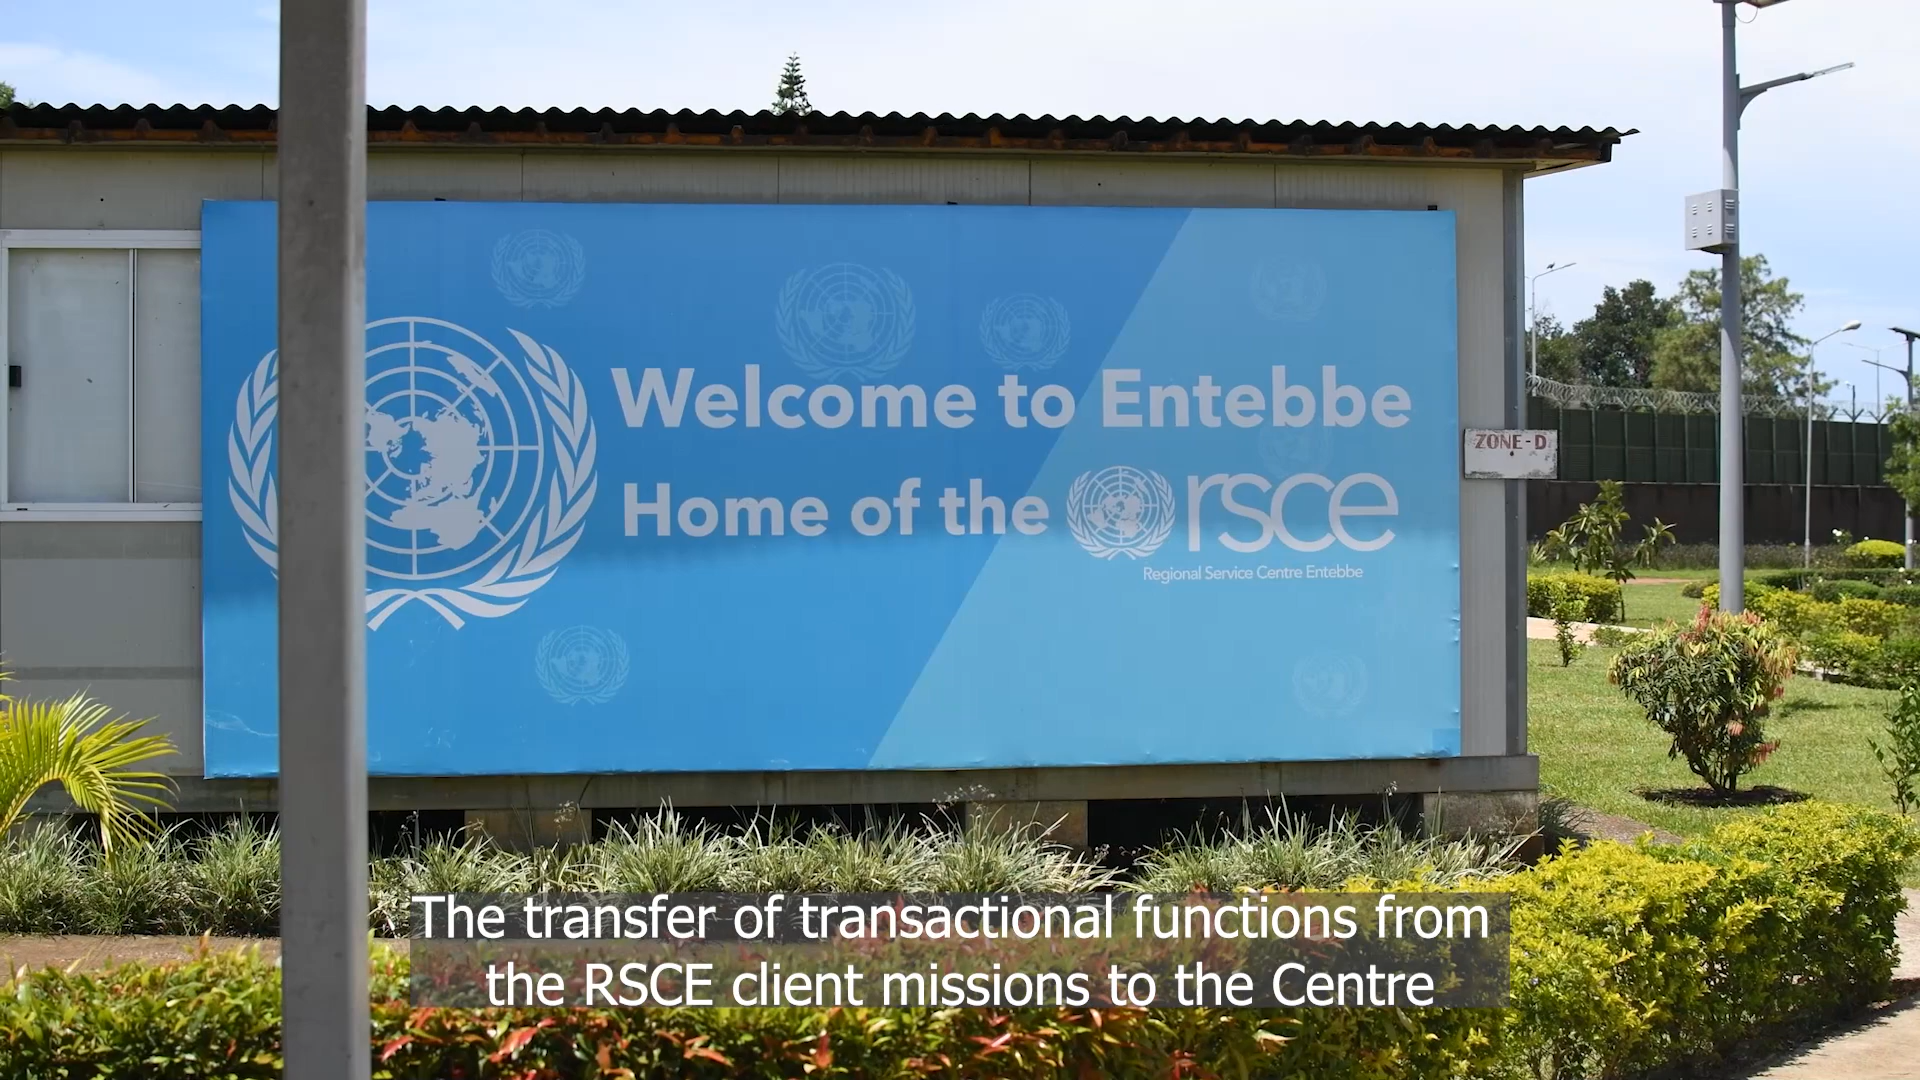 Welcome to Entebbe
Home of the rsce
Regional Service Centre Entebbe
ZONE-D
The transfer of transactional functions from
the RSCE client missions to the Centre